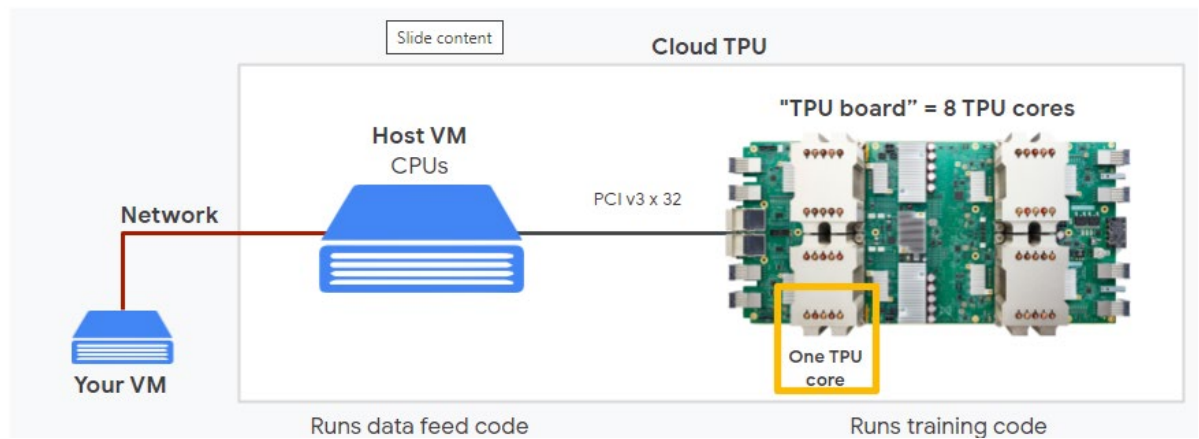 Slide content
Cloud TPU
"TPU board” = 8 TPU cores
Host VM
CPUs
PCI v3 x 32
Network
One TPU
core
Your VM
Runs data feed code
Runs training code